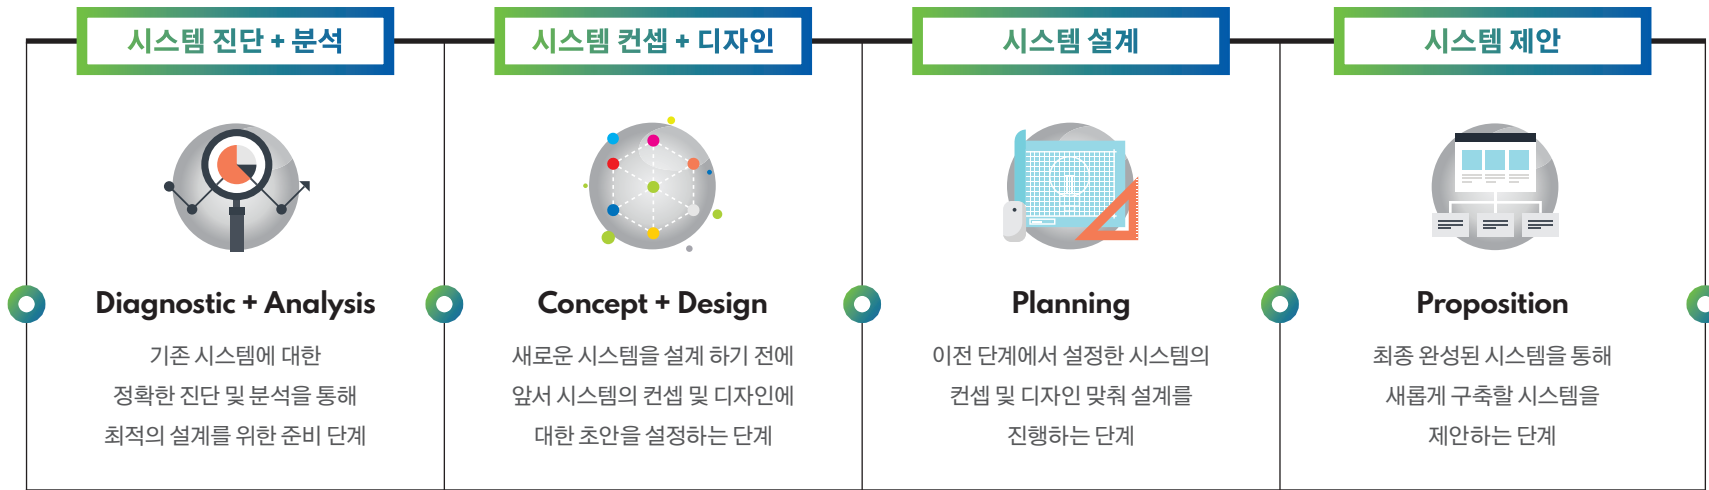 시스템 진단 + 분석
Diagnostic + Analysis
기존 시스템에 대한
정확한 진단 및 분석을 통해
최적의 설계를 위한 준비 단계
시스템 컨셉 + 디자인
Concept + Design
새로운 시스템을 설계 하기 전에
앞서 시스템의 컨셉 및 디자인에
대한 초안을 설정하는 단계
시스템 설계
Planning
이전 단계에서 설정한 시스템의
컨셉 및 디자인 맞춰 설계를
진행하는 단계
시스템 제안
Proposition
최종 완성된 시스템을 통해
새롭게 구축할 시스템을
제안하는 단계